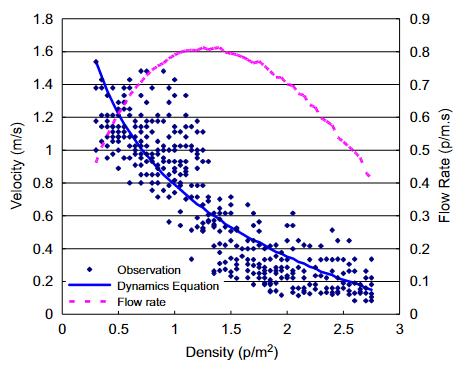 1.8
1.6
1.4
1.2
1
0.8
0.6
0.4
0.2
0
Velocity (m/s)
0.9
0.8
0.7
0.6
0.5
0.4
0.3
0.2
0.1
0
Flow Rate (p/m.s)
Observation
Dynamics Equation
Flow rate
0 0.5 1 1.5 2 2.5 3
Density (p/m²)